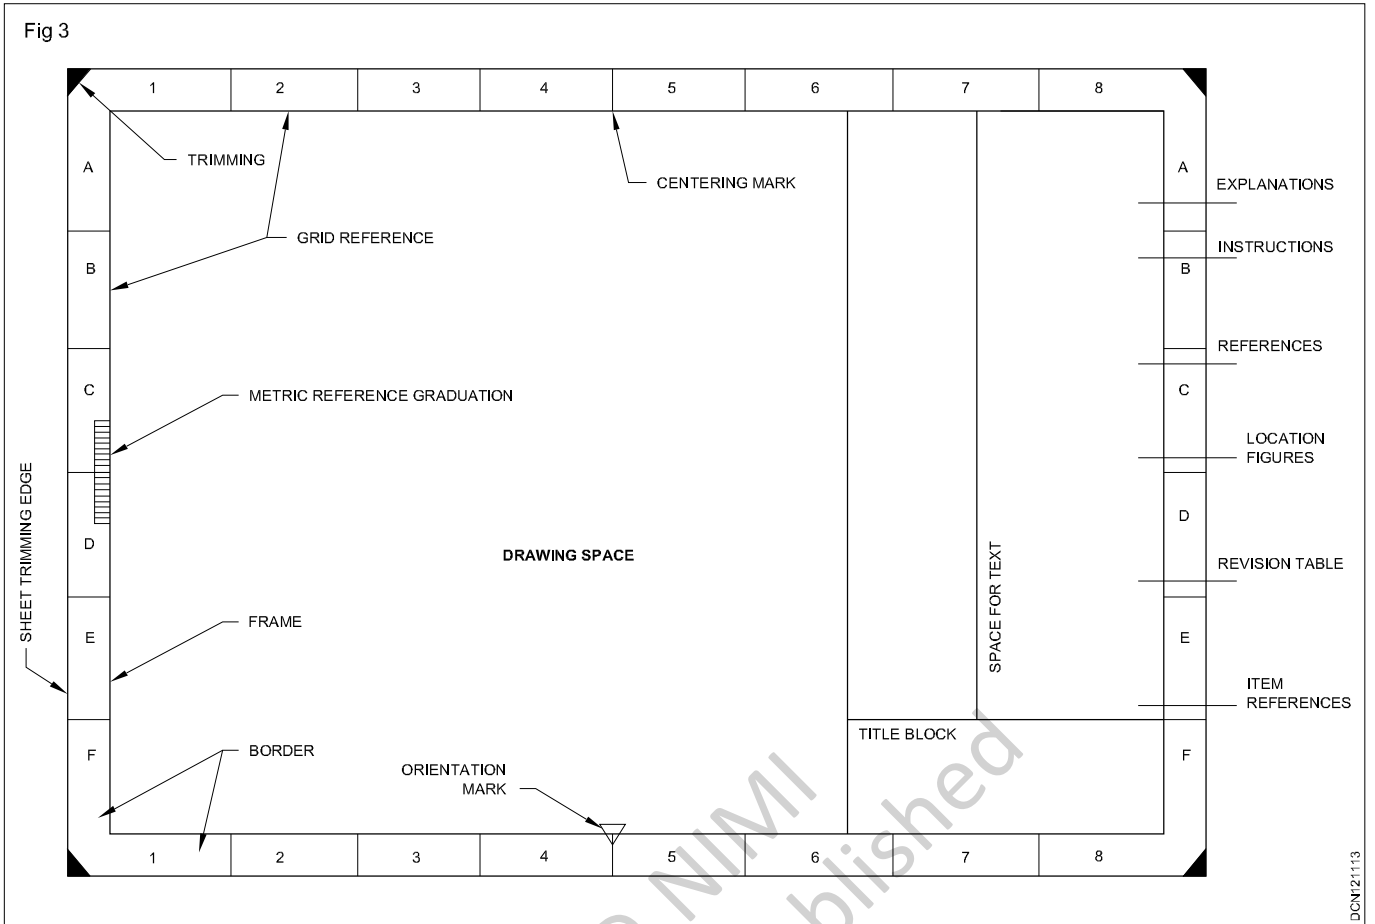 Fig 3
1 2 3 4 5 6 7 8
A A
TRIMMING
CENTERING MARK
EXPLANATIONS
GRID REFERENCE
INSTRUCTIONS
B B
REFERENCES
C C
METRIC REFERENCE GRADUATION
LOCATION
FIGURES
SHEET TRIMMING EDGE
D D
DRAWING SPACE
SPACE FOR TEXT
REVISION TABLE
FRAME
E E
ITEM
REFERENCES
TITLE BLOCK
F F
BORDER
ORIENTATION
MARK
1 2 3 4 5 6 7 8
DCN121113
© NIMI
blished